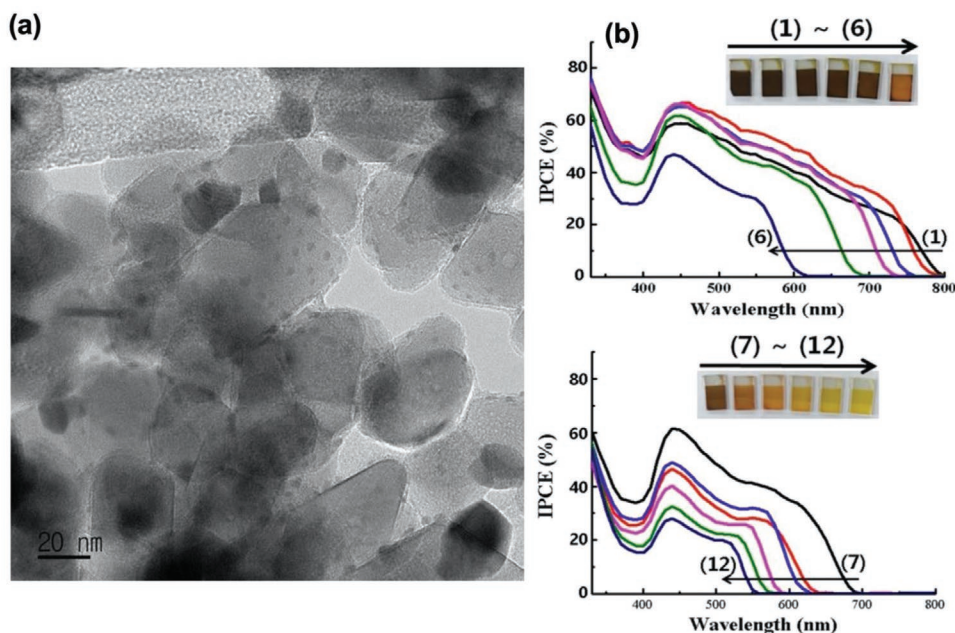 (a)
20 nm
(b)
(1) ~ (6)
80
60
40
20
0
IPCE (%)
(6)
(1)
400 500 600 700 800
Wavelength (nm)
(7) ~ (12)
80
60
40
20
0
IPCE (%)
(12)
(7)
400 500 600 700 800
Wavelength (nm)